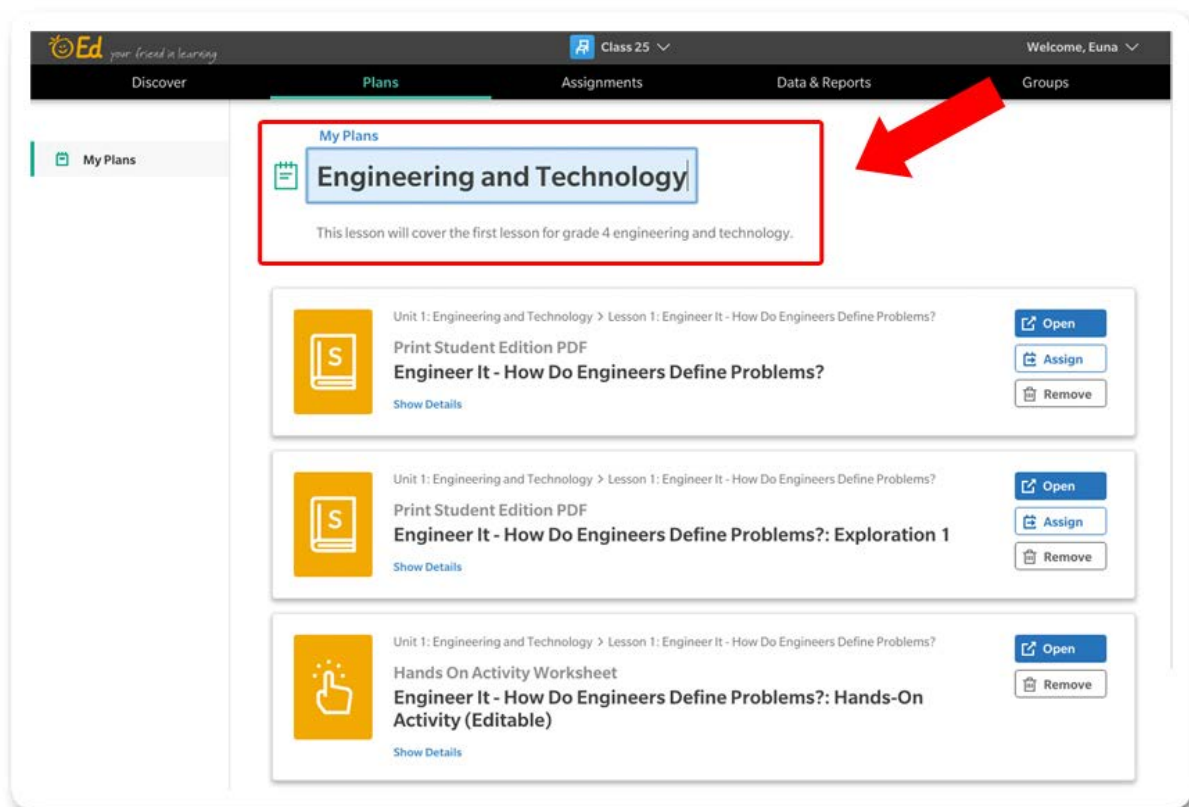 Ed your friend in learning
Class 25
Welcome, Euna
Discover
Plans
Assignments
Data & Reports
Groups
My Plans
My Plans
Engineering and Technology
This lesson will cover the first lesson for grade 4 engineering and technology.
Unit 1: Engineering and Technology > Lesson 1: Engineer It - How Do Engineers Define Problems?
S
Print Student Edition PDF
Engineer It - How Do Engineers Define Problems?
Show Details
Open
Assign
Remove
Unit 1: Engineering and Technology > Lesson 1: Engineer It - How Do Engineers Define Problems?
S
Print Student Edition PDF
Engineer It - How Do Engineers Define Problems?: Exploration 1
Show Details
Open
Assign
Remove
Unit 1: Engineering and Technology > Lesson 1: Engineer It - How Do Engineers Define Problems?
Hands On Activity Worksheet
Engineer It - How Do Engineers Define Problems?: Hands-On
Activity (Editable)
Show Details
Open
Remove